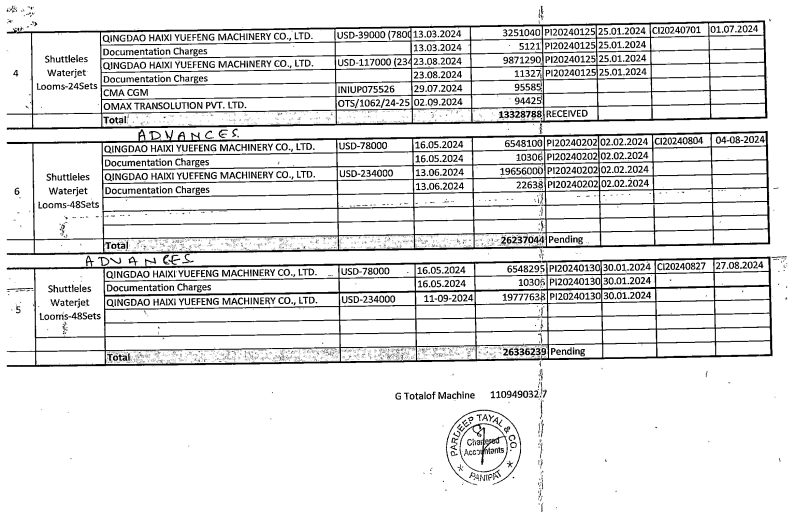 QINGDAO HAIXI YUEFENG MACHINERY CO., LTD. USD-39000 (7800 13.03.2024 3251040 PI20240125 25.01.2024 CI20240701 01.07.2024
Documentation Charges 13.03.2024 5121 PI20240125 25.01.2024
QINGDAO HAIXI YUEFENG MACHINERY CO., LTD. USD-117000 (234 23.08.2024 9871290 PI20240125 25.01.2024
Documentation Charges 23.08.2024 11327 PI20240125 25.01.2024
CMA CGM INIUP075526 29.07.2024 95585
OMAX TRANSOLUTION PVT. LTD. OTS/1062/24-25 02.09.2024 94425
Total 13328788 RECEIVED
4 Shuttleles
Waterjet
Looms-24Sets
ADVANCES
QINGDAO HAIXI YUEFENG MACHINERY CO., LTD. USD-78000 16.05.2024 6548100 PI20240202 02.02.2024 CI20240804 04-08-2024
Documentation Charges 16.05.2024 10306 PI20240202 02.02.2024
QINGDAO HAIXI YUEFENG MACHINERY CO., LTD. USD-234000 13.06.2024 19656000 PI20240202 02.02.2024
Documentation Charges 13.06.2024 22638 PI20240202 02.02.2024
Total 26237044 Pending
6 Shuttleles
Waterjet
Looms-48Sets
ADVANCES
QINGDAO HAIXI YUEFENG MACHINERY CO., LTD. USD-78000 16.05.2024 6548295 PI20240130 30.01.2024 CI20240827 27.08.2024
Documentation Charges 16.05.2024 10306 PI20240130 30.01.2024
QINGDAO HAIXI YUEFENG MACHINERY CO., LTD. USD-234000 11-09-2024 19777638 PI20240130 30.01.2024
Total 26336239 Pending
5 Shuttleles
Waterjet
Looms-48Sets
G Totalof Machine 110949032.7
PARDEEP TAYAL & CO.
Chartered
Accountants
PANIPAT